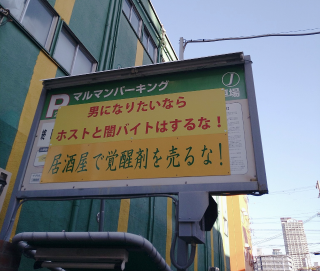 P マルマンパーキング
男になりたいなら
ホストと闇バイトはするな!
居酒屋で覚醒剤を売るな!